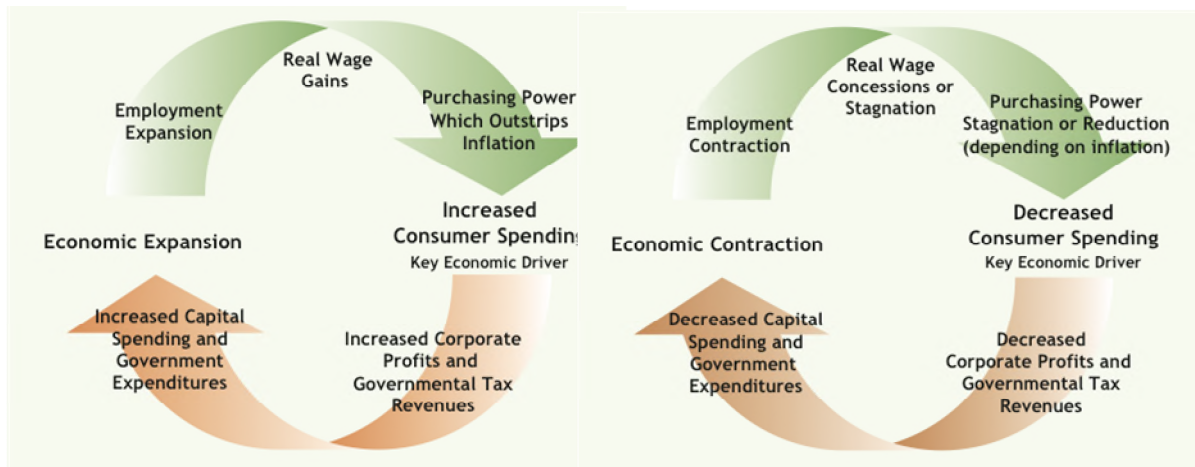 Real Wage
Gains
Employment
Expansion
Purchasing Power
Which Outstrips
Inflation
Increased
Consumer Spending
Key Economic Driver
Economic Expansion
Increased Capital
Spending and
Government
Expenditures
Increased Corporate
Profits and
Governmental Tax
Revenues
Real Wage
Concessions or
Stagnation
Employment
Contraction
Purchasing Power
Stagnation or Reduction
(depending on inflation)
Decreased
Consumer Spending
Key Economic Driver
Economic Contraction
Decreased Capital
Spending and
Government
Expenditures
Decreased
Corporate Profits and
Governmental Tax
Revenues